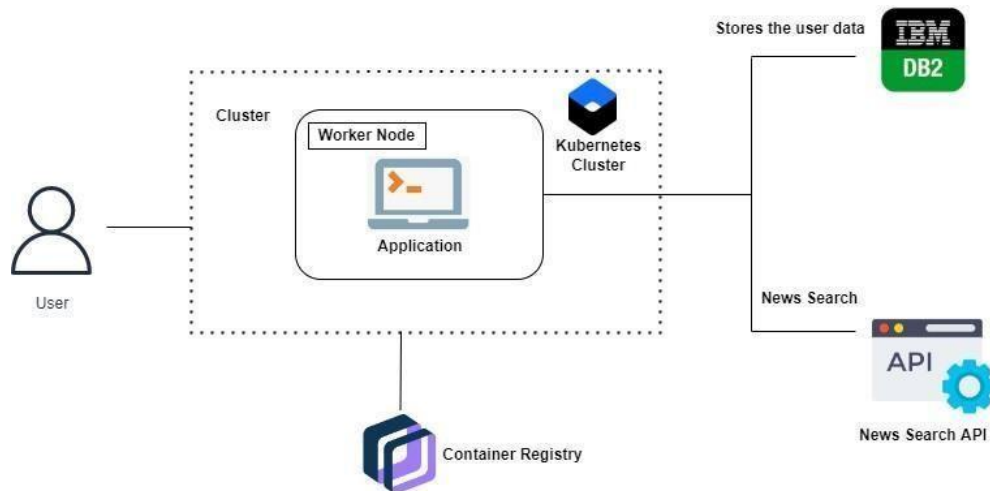 Stores the user data
IBM
DB2
Cluster
Worker Node
Kubernetes
Cluster
Application
User
News Search
API
News Search API
Container Registry